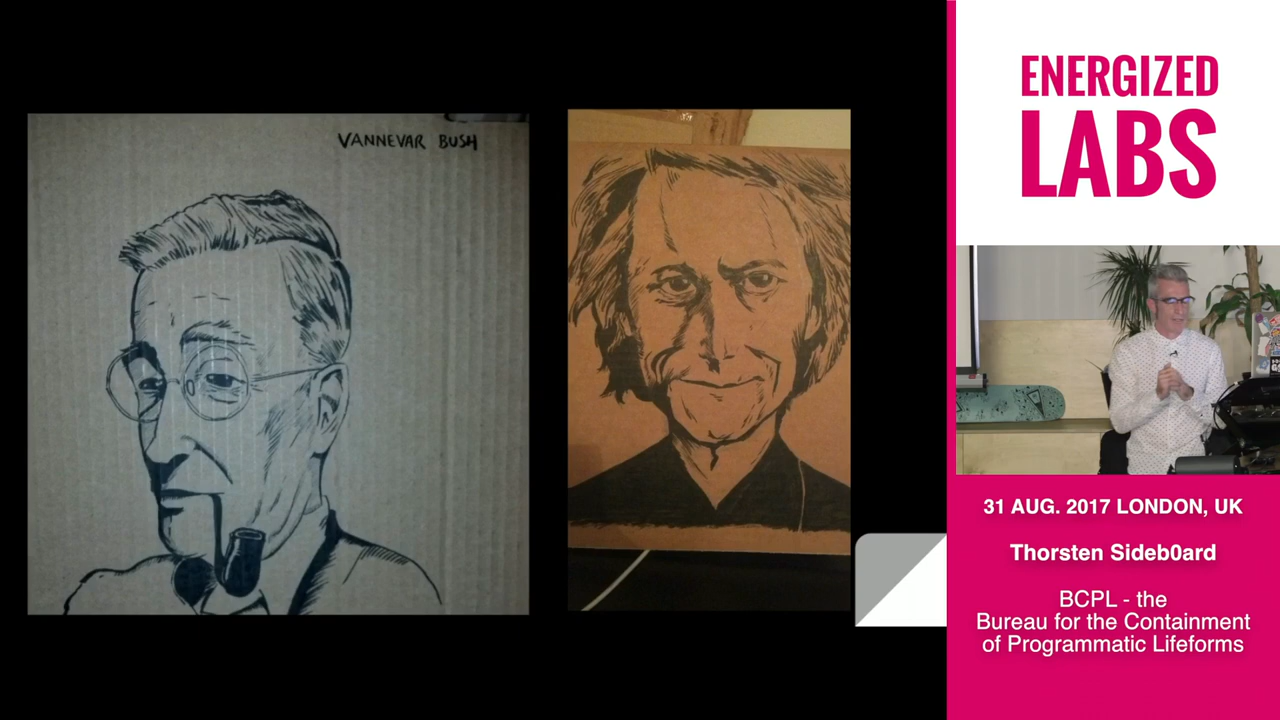 VANNEVAR BUSH
ENERGIZED
LABS
31 AUG. 2017 LONDON, UK
Thorsten Sideb0ard
BCPL - the
Bureau for the Containment
of Programmatic Lifeforms